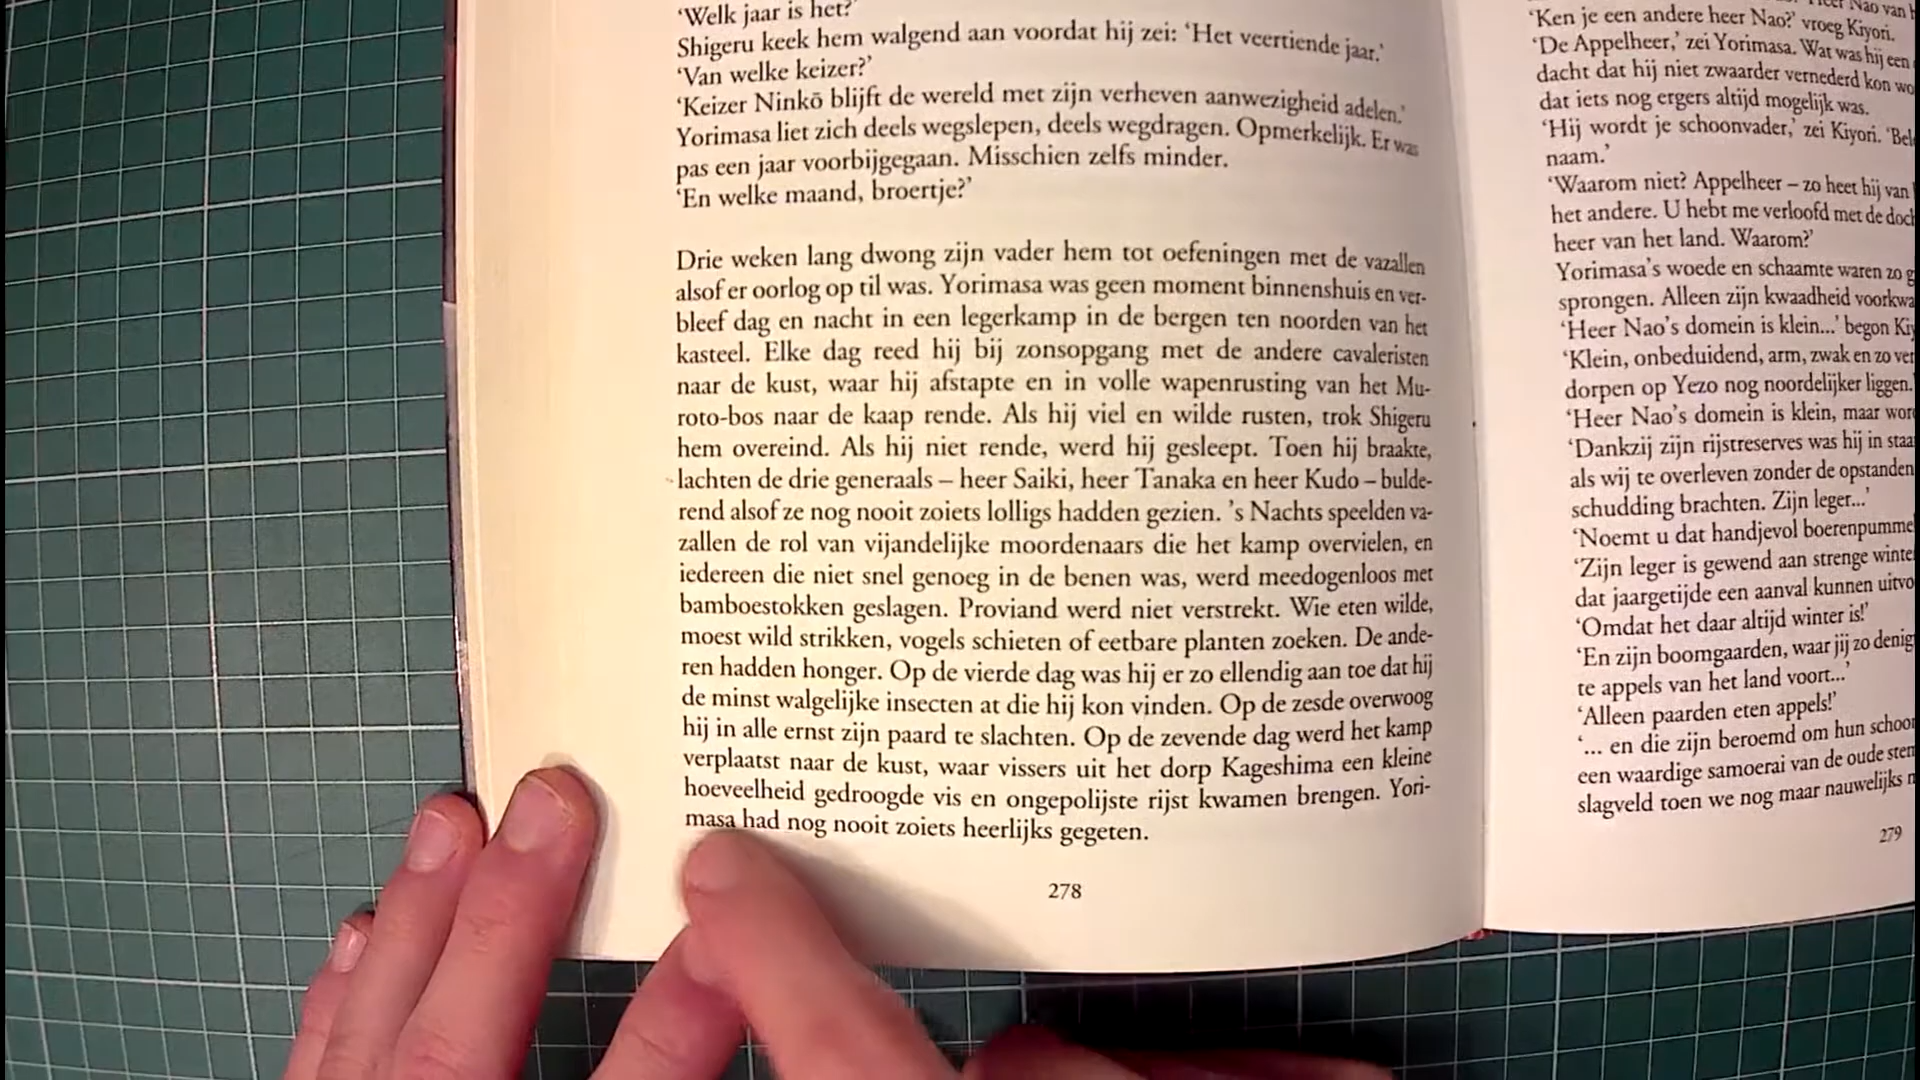 ‘Welk jaar is het?’
Shigeru keek hem walgend aan voordat hij zei: ‘Het veertiende jaar.’
‘Van welke keizer?’
‘Keizer Ninkō blijft de wereld met zijn verheven aanwezigheid adelen.’
Yorimasa liet zich deels wegslepen, deels wegdragen. Opmerkelijk. Er was
pas een jaar voorbijgegaan. Misschien zelfs minder.
‘En welke maand, broertje?’
Drie weken lang dwong zijn vader hem tot oefeningen met de vazallen
alsof er oorlog op til was. Yorimasa was geen moment binnenshuis en ver-
bleef dag en nacht in een legerkamp in de bergen ten noorden van het
kasteel. Elke dag reed hij bij zonsopgang met de andere cavaleristen
naar de kust, waar hij afstapte en in volle wapenrusting van het Mu-
roto-bos naar de kaap rende. Als hij viel en wilde rusten, trok Shigeru
hem overeind. Als hij niet rende, werd hij gesleept. Toen hij braakte,
lachten de drie generaals – heer Saiki, heer Tanaka en heer Kudo – bulde-
rend alsof ze nog nooit zoiets lolligs hadden gezien. ’s Nachts speelden va-
zallen de rol van vijandelijke moordenaars die het kamp overvielen, en
iedereen die niet snel genoeg in de benen was, werd meedogenloos met
bamboestokken geslagen. Proviand werd niet verstrekt. Wie eten wilde,
moest wild strikken, vogels schieten of eetbare planten zoeken. De ande-
ren hadden honger. Op de vierde dag was hij er zo ellendig aan toe dat hij
de minst walgelijke insecten at die hij kon vinden. Op de zesde overwoog
hij in alle ernst zijn paard te slachten. Op de zevende dag werd het kamp
verplaatst naar de kust, waar vissers uit het dorp Kageshima een kleine
hoeveelheid gedroogde vis en ongepolijste rijst kwamen brengen. Yori-
masa had nog nooit zoiets heerlijks gegeten.
278
Nao van
‘Ken je een andere heer Nao?’ vroeg Kiyori.
‘De Appelheer,’ zei Yorimasa. Wat was hij een
dacht dat hij niet zwaarder vernederd kon
dat iets nog ergers altijd mogelijk was.
‘Hij wordt je schoonvader,’ zei Kiyori.
naam.’
‘Waarom niet? Appelheer – zo heet hij van
het andere. U hebt me verloofd met de
heer van het land. Waarom?’
Yorimasa’s woede en schaamte waren zo
sprongen. Alleen zijn kwaadheid
‘Heer Nao’s domein is klein...’ begon
‘Klein, onbeduidend, arm, zwak en zo
dorpen op Yezo nog noordelijker liggen.
‘Heer Nao’s domein is klein, maar
‘Dankzij zijn rijstreserves was hij in
als wij te overleven zonder de
schudding brachten. Zijn leger...’
‘Noemt u dat handjevol
‘Zijn leger is gewend aan strenge
dat jaargetijde een aanval kunnen
‘Omdat het daar altijd winter is!’
‘En zijn boomgaarden, waar jij zo
te appels van het land voort...’
‘Alleen paarden eten appels!’
‘... en die zijn beroemd om hun
een waardige samoerai van de oude
slagveld toen we nog maar nauwelijks
279